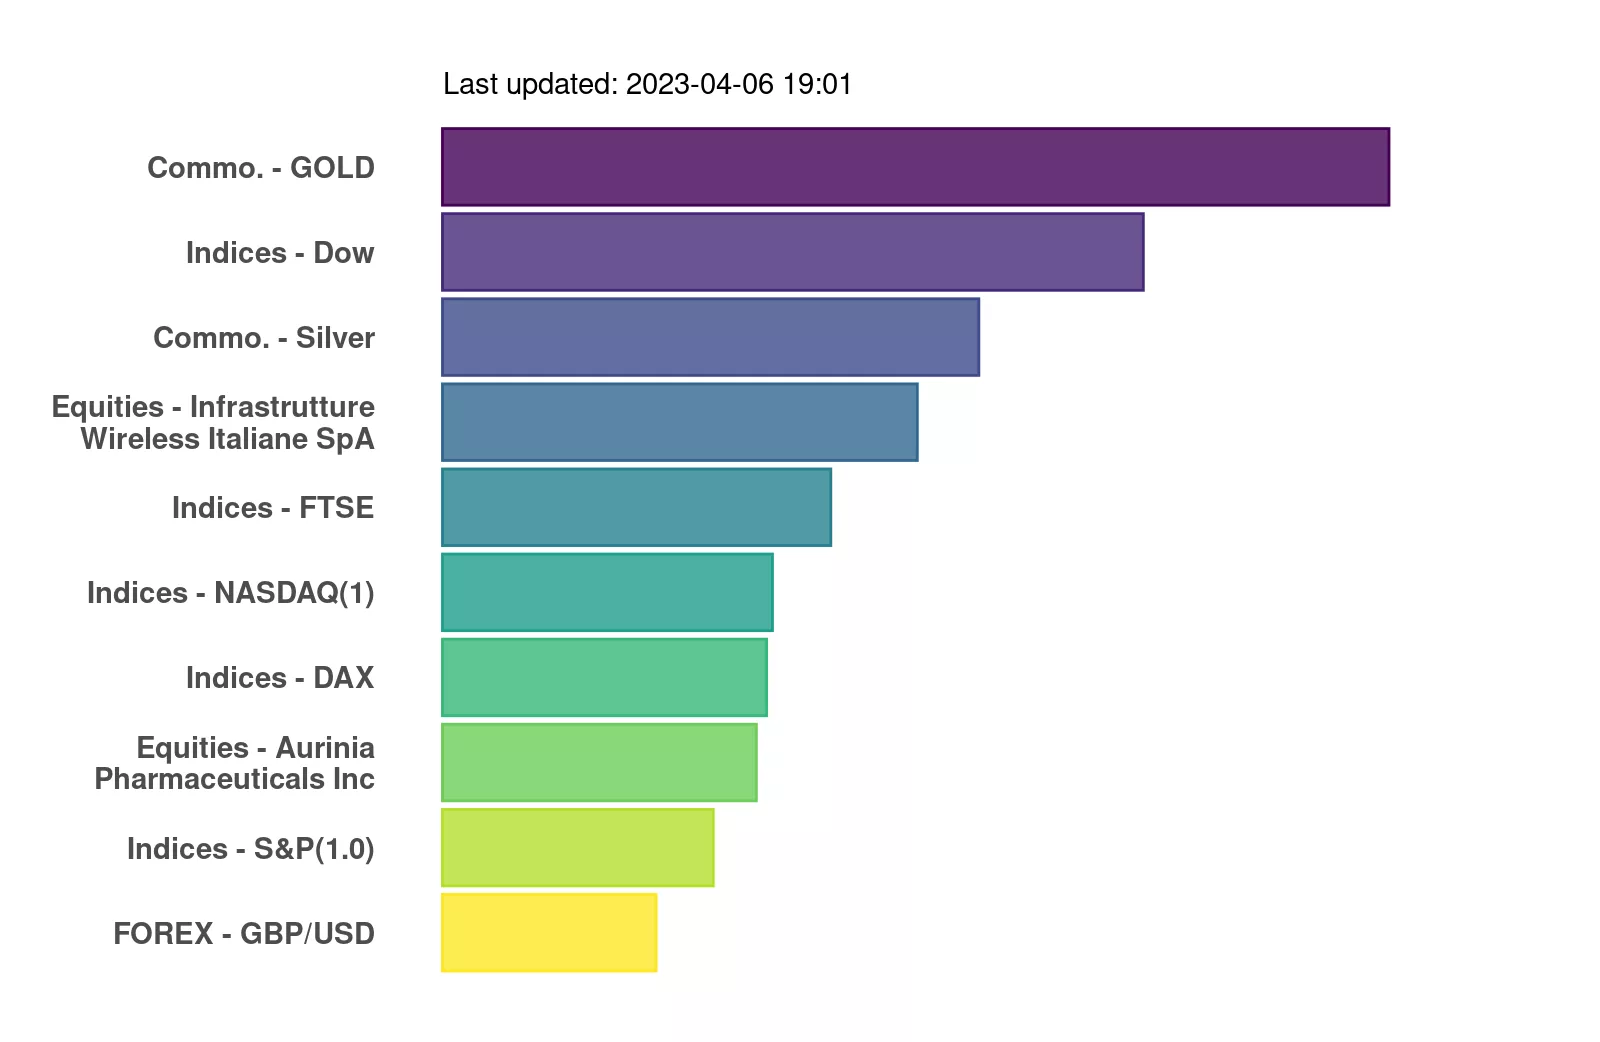 Last updated: 2023-04-06 19:01
Commo. - GOLD
Indices - Dow
Commo. - Silver
Equities - Infrastrutture
Wireless Italiane SpA
Indices - FTSE
Indices - NASDAQ(1)
Indices - DAX
Equities - Aurinia
Pharmaceuticals Inc
Indices - S&P(1.0)
FOREX - GBP/USD